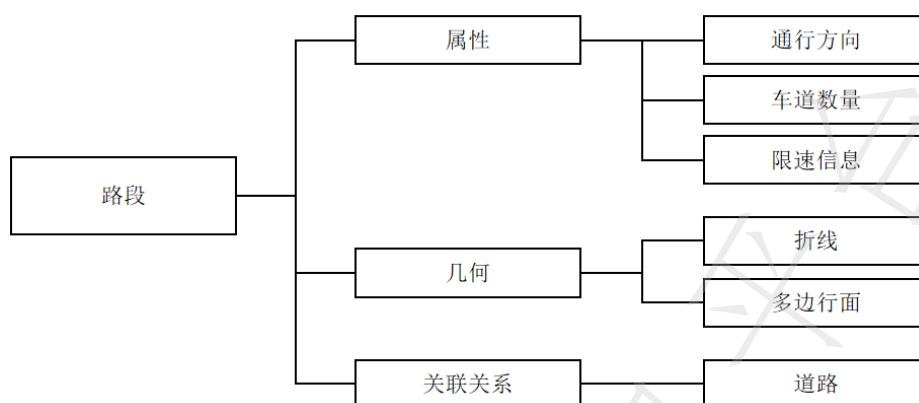 属性
通行方向
车道数量
限速信息
路段
几何
折线
多边行面
关联关系
道路